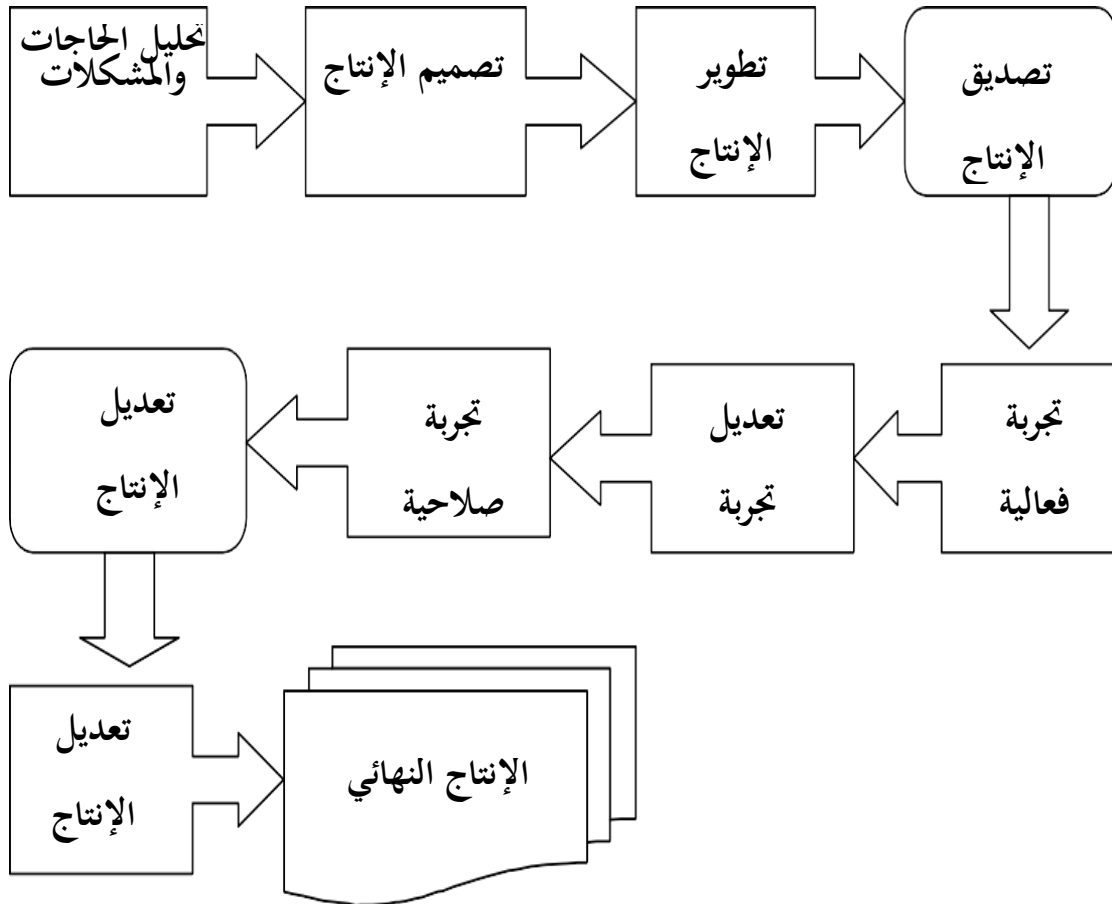 تحليل الحاجات
والمشكلات
تصميم الإنتاج
تطوير
الإنتاج
تصديق
الإنتاج
تجربة
فعالية
تعديل
تجربة
تجربة
صلاحية
تعديل
الإنتاج
تعديل
الإنتاج
الإنتاج النهائي